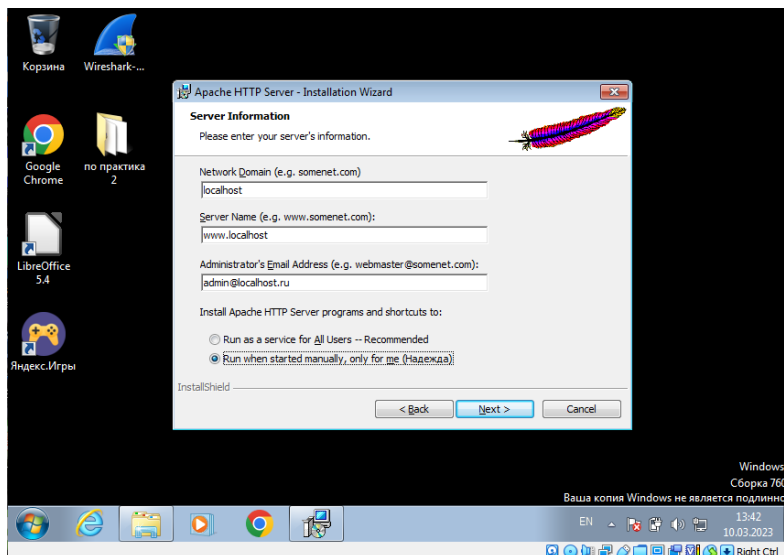 Корзина
Wireshark-...
Google
Chrome
по практика
2
LibreOffice
5.4
Яндекс.Игры
Apache HTTP Server - Installation Wizard
Server Information
Please enter your server's information.
Network Domain (e.g. somenet.com)
localhost
Server Name (e.g. www.somenet.com):
www.localhost
Administrator's Email Address (e.g. webmaster@somenet.com):
admin@localhost.ru
Install Apache HTTP Server programs and shortcuts to:
Run as a service for All Users -- Recommended
Run when started manually, only for me (Надежда)
InstallShield
< Back
Next >
Cancel
Windows
Сборка 760
Ваша копия Windows не является подлинно
EN
13:42
10.03.2023
Right Ctrl